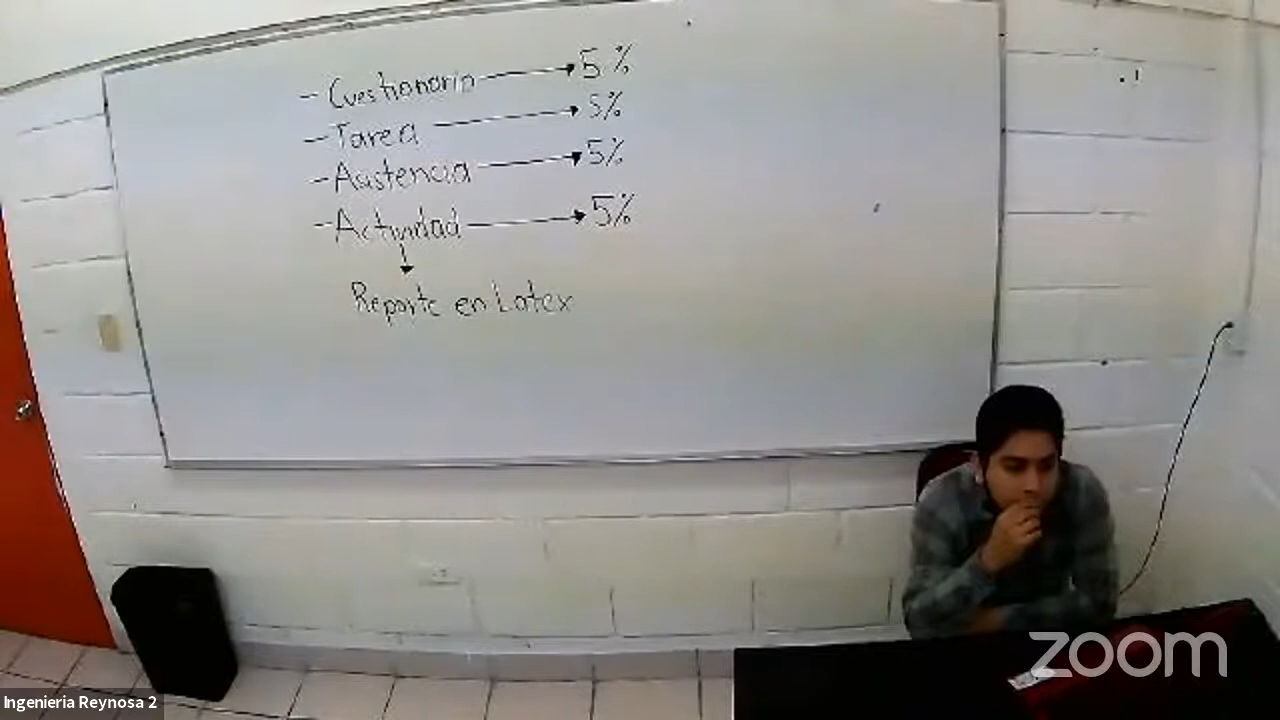 - Cuestionario → 5%
- Tarea → 5%
- Asistencia → 5%
- Actividad → 5%
↓
Reporte en Latex
zoom
Ingenieria Reynosa 2